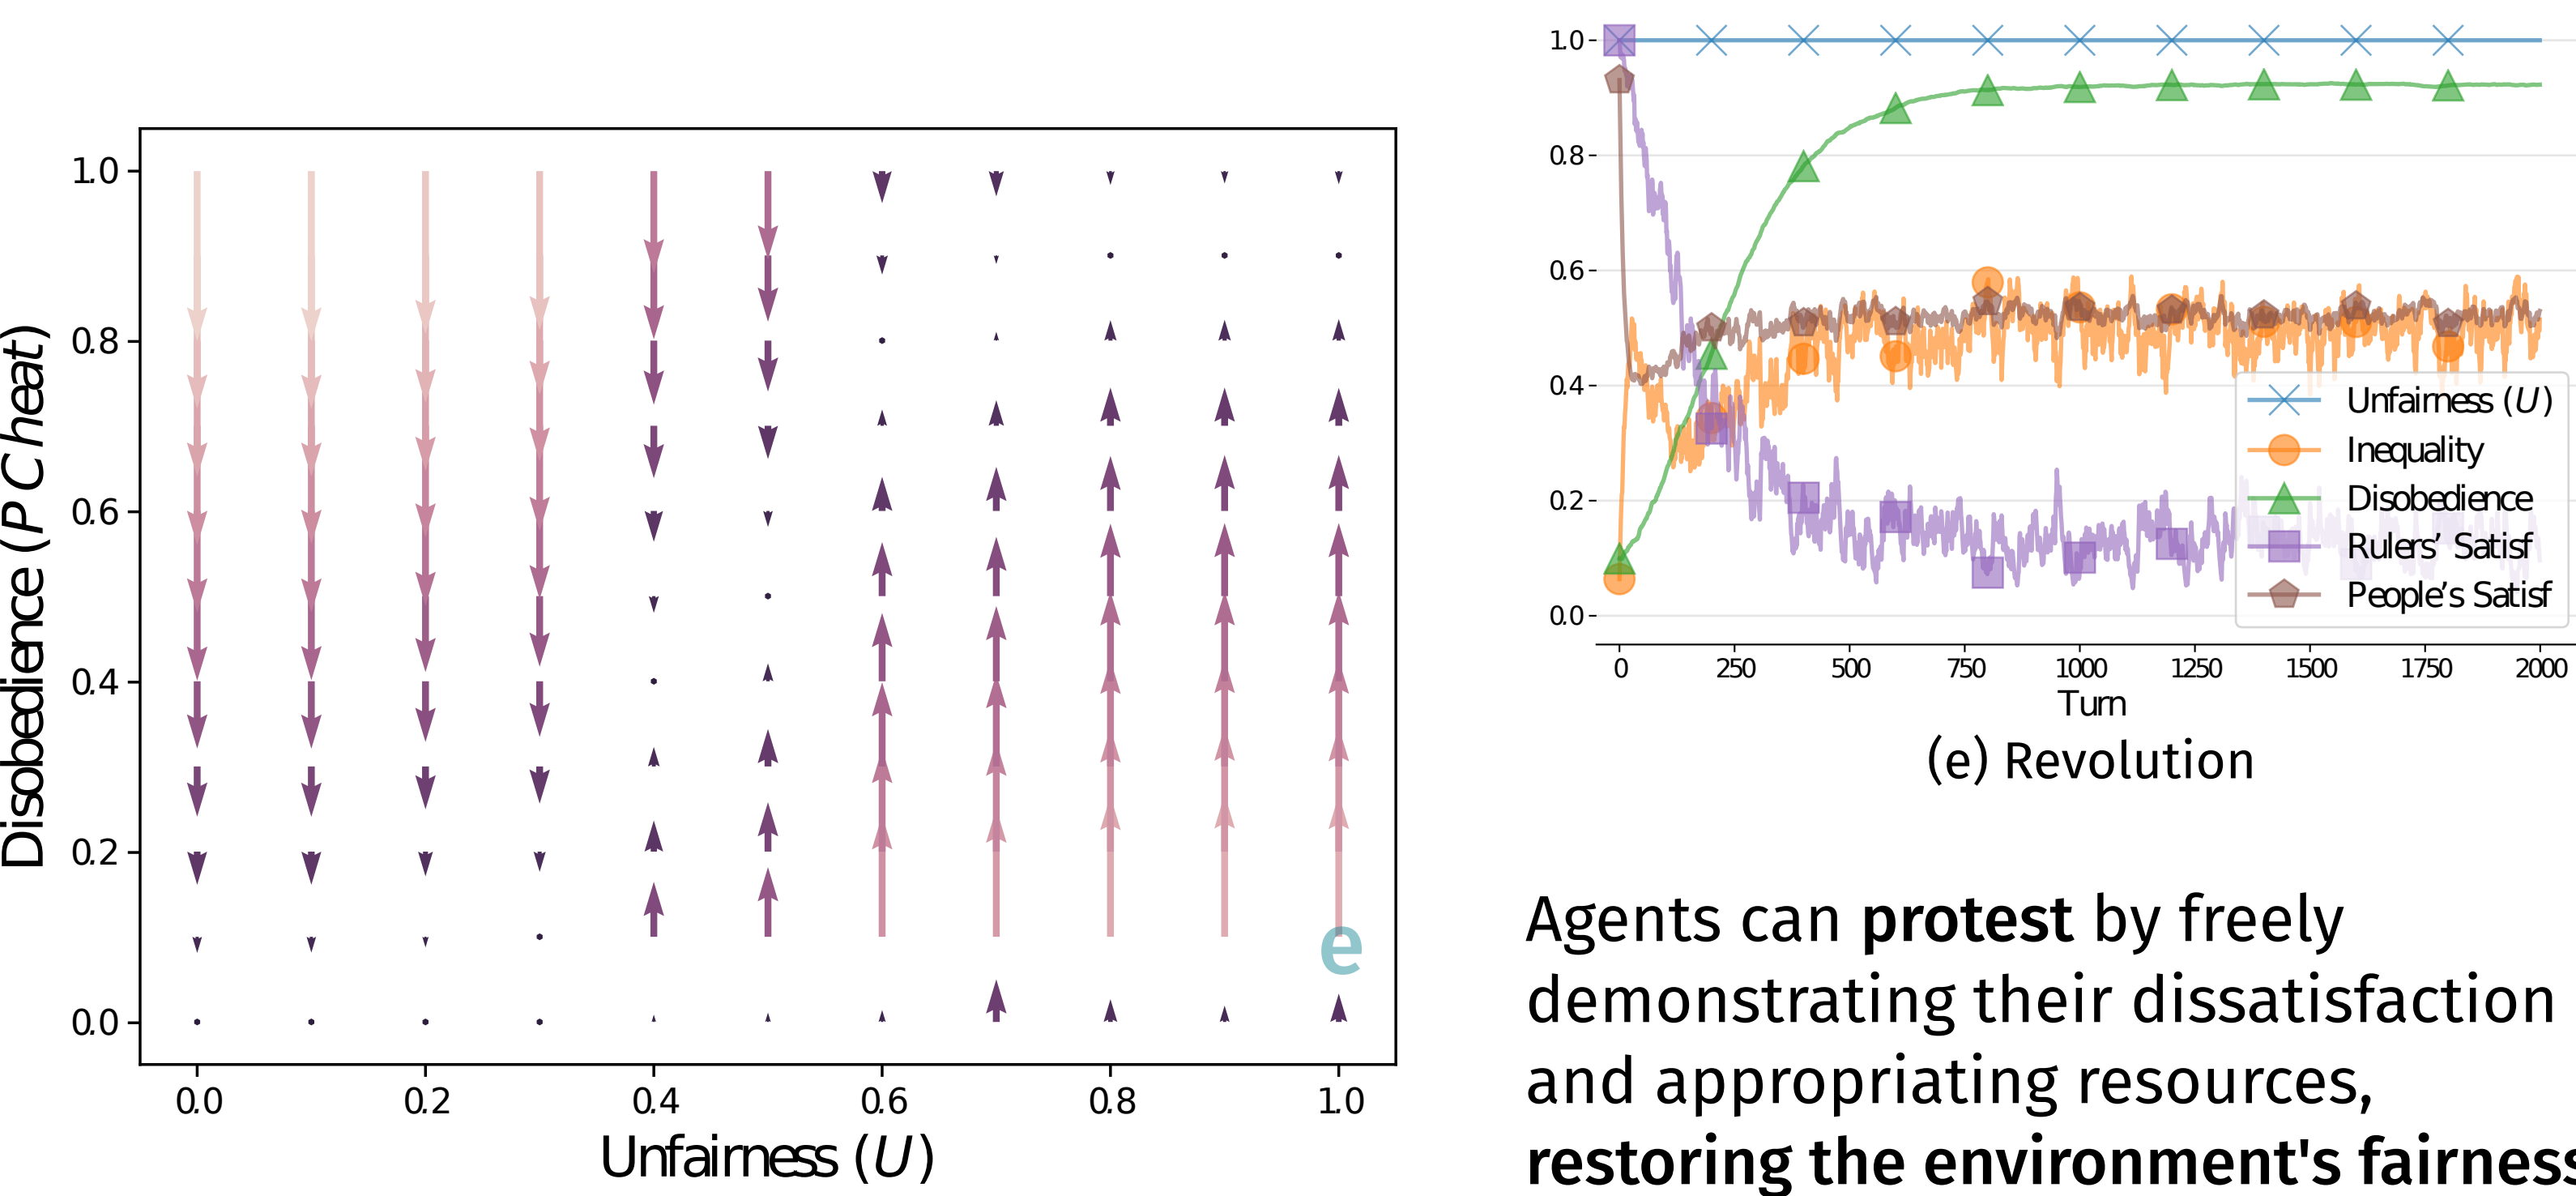 1.0
0.8
0.6
0.4
0.2
0.0
Disobedience (P Cheat)
e
0.0 0.2 0.4 0.6 0.8 1.0
Unfairness (U)
1.0
0.8
0.6
0.4
0.2
0.0
Unfairness (U)
Inequality
Disobedience
Rulers' Satisf
People's Satisf
0 250 500 750 1000 1250 1500 1750 2000
Turn
(e) Revolution
Agents can protest by freely
demonstrating their dissatisfaction
and appropriating resources,
restoring the environment's fairness